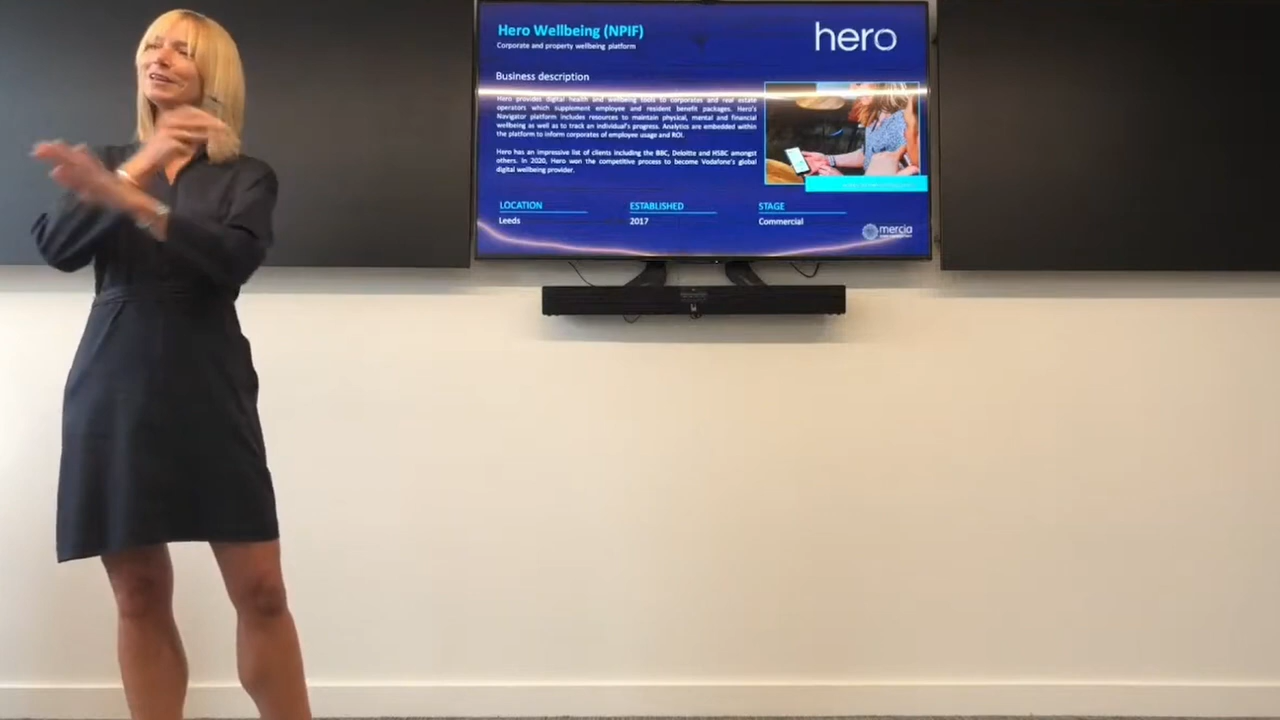 Hero Wellbeing (NPIF)
Corporate and property wellbeing platform
hero
Business description
Hero provides digital health and wellbeing tools to corporates and real estate
operators which supplement employee and resident benefit packages. Hero's
Navigator platform includes resources to maintain physical, mental and financial
wellbeing as well as to track an individual's progress. Analytics are embedded within
the platform to inform corporates of employee usage and ROI.
Hero has an impressive list of clients including the BBC, Deloitte and HSBC amongst
others. In 2020, Hero won the competitive process to become Vodafone's global
digital wellbeing provider.
LOCATION
Leeds
ESTABLISHED
2017
STAGE
Commercial
mercia